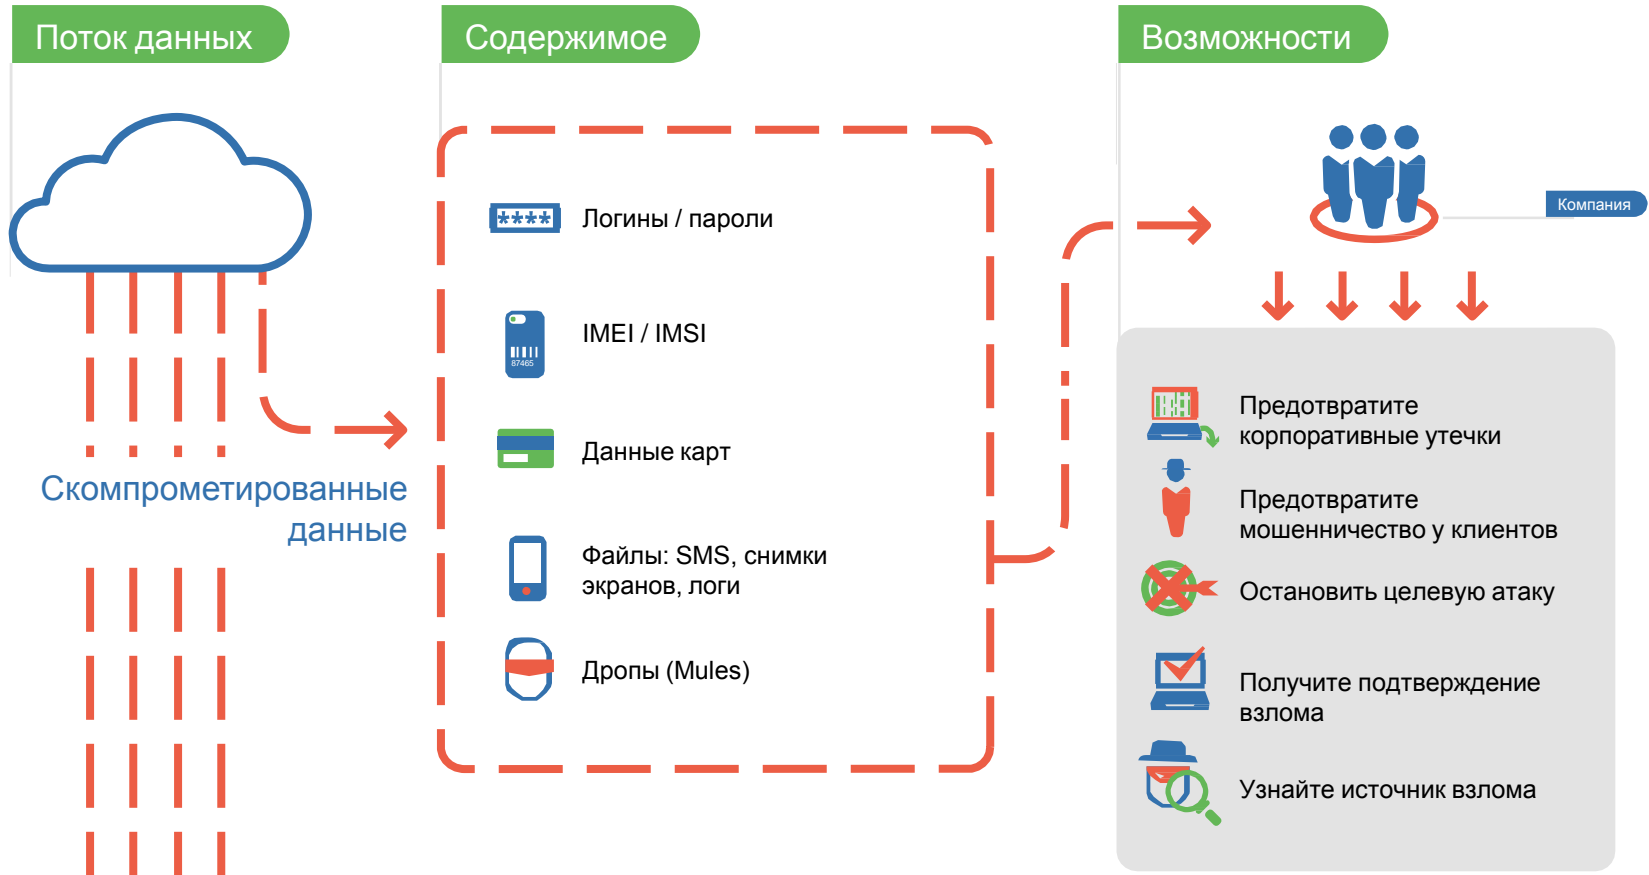 Поток данных
Скомпрометированные
данные
Содержимое
****
Логины / пароли
87465
IMEI / IMSI
Данные карт
Файлы: SMS, снимки
экранов, логи
Дропы (Mules)
Возможности
Компания
Предотвратите
корпоративные утечки
Предотвратите
мошенничество у клиентов
Остановить целевую атаку
Получите подтверждение
взлома
Узнайте источник взлома